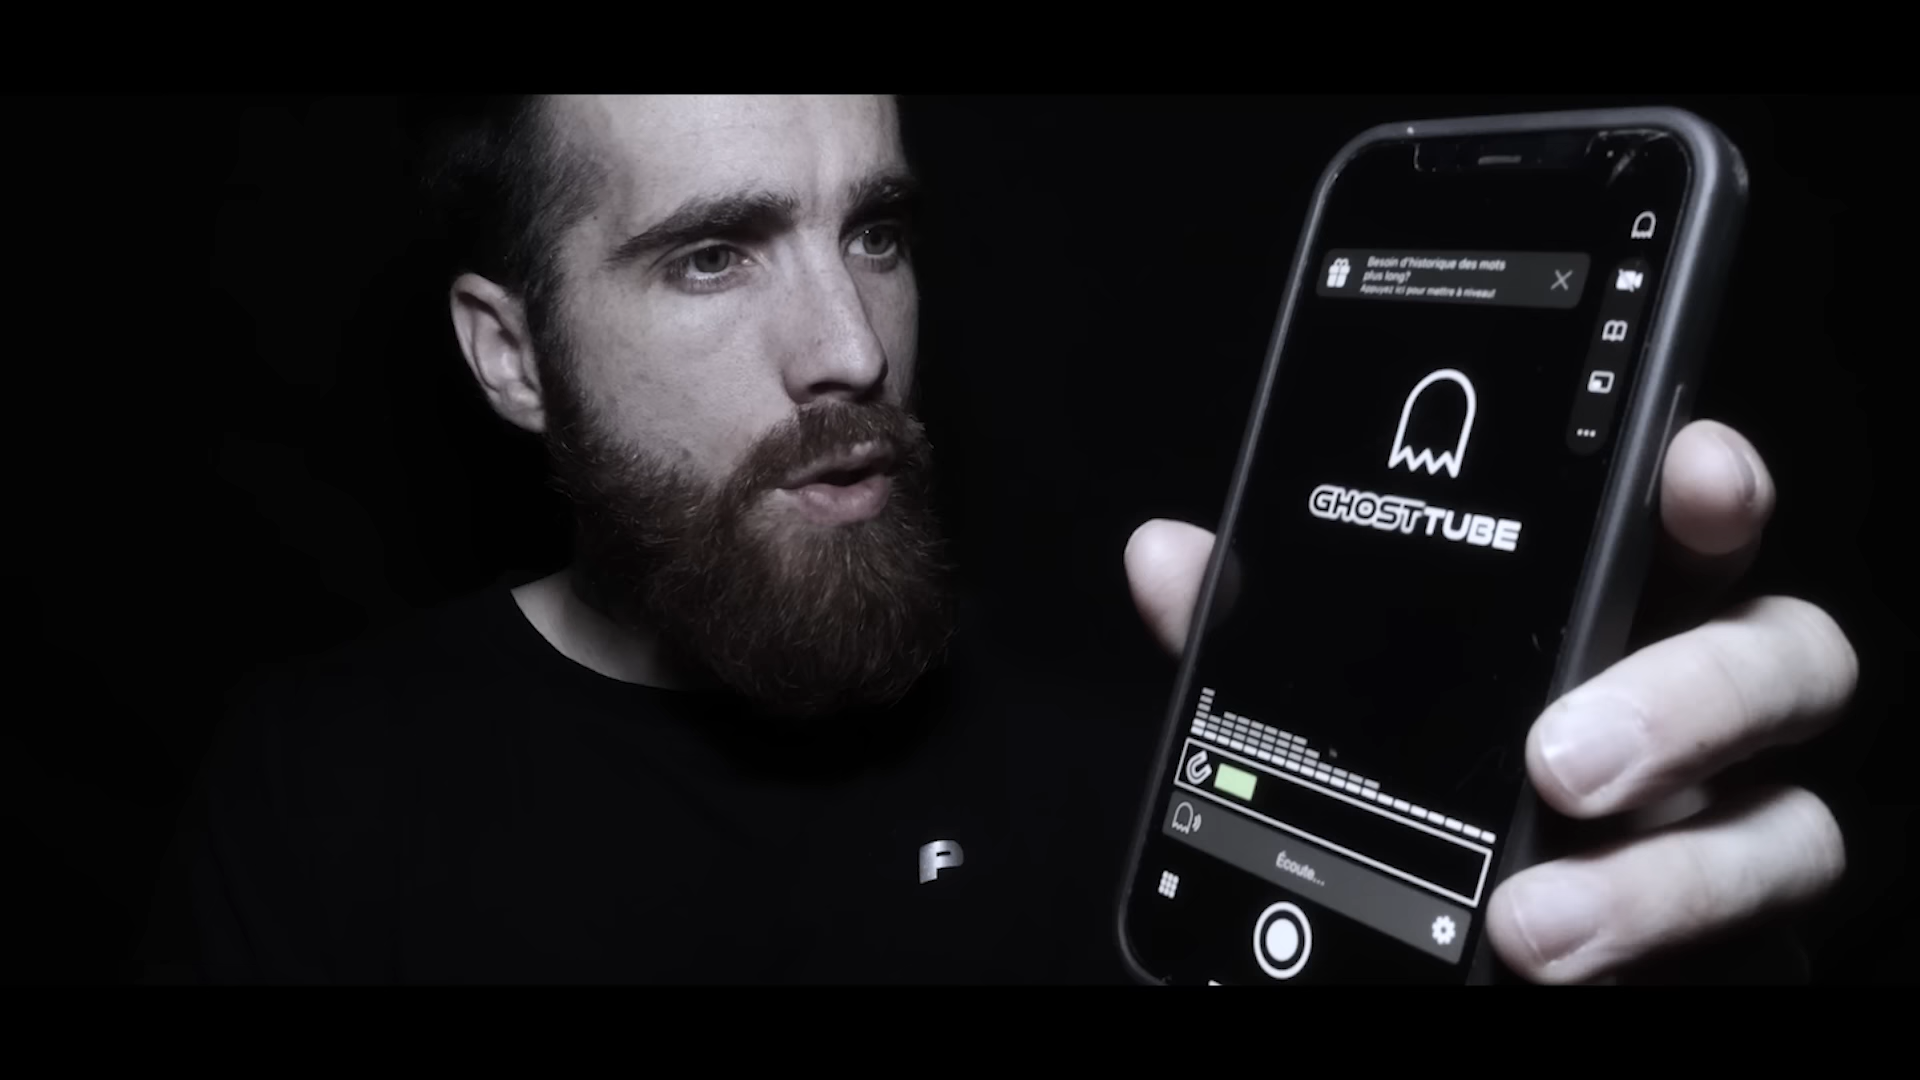 Besoin d'historique des mots
plus long?
Appuyez ici pour mettre à niveau!
GHOSTTUBE
Écoute...
P